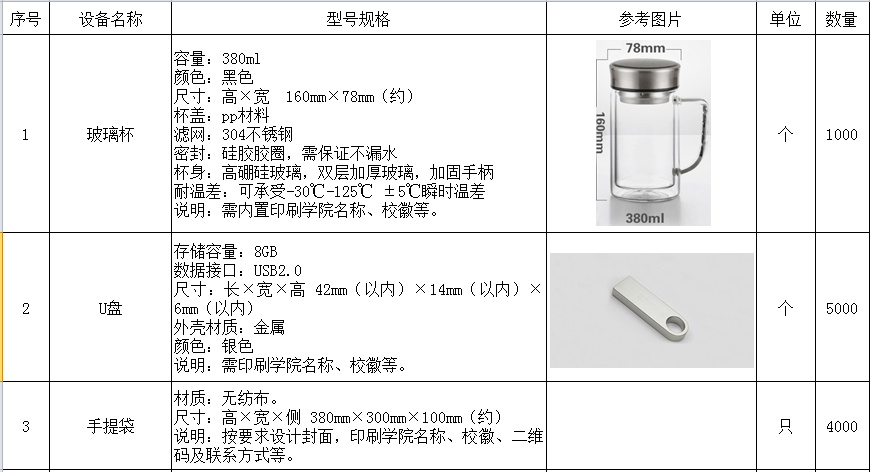 序号 设备名称 型号规格 参考图片 单位 数量
1 玻璃杯 个 1000
容量：380ml
颜色：黑色
尺寸：高×宽 160mm×78mm（约）
杯盖：pp材料
滤网：304不锈钢
密封：硅胶胶圈，需保证不漏水
杯身：高硼硅玻璃，双层加厚玻璃，加固手柄
耐温差：可承受-30℃-125℃ ±5℃瞬时温差
说明：需内置印刷学院名称、校徽等。
78mm
160mm
380ml
2 U盘 个 5000
存储容量：8GB
数据接口：USB2.0
尺寸：长×宽×高 42mm（以内）×14mm（以内）×
6mm（以内）
外壳材质：金属
颜色：银色
说明：需印刷学院名称、校徽等。
3 手提袋 只 4000
材质：无纺布。
尺寸：高×宽×侧 380mm×300mm×100mm（约）
说明：按要求设计封面，印刷学院名称、校徽、二维
码及联系方式等。